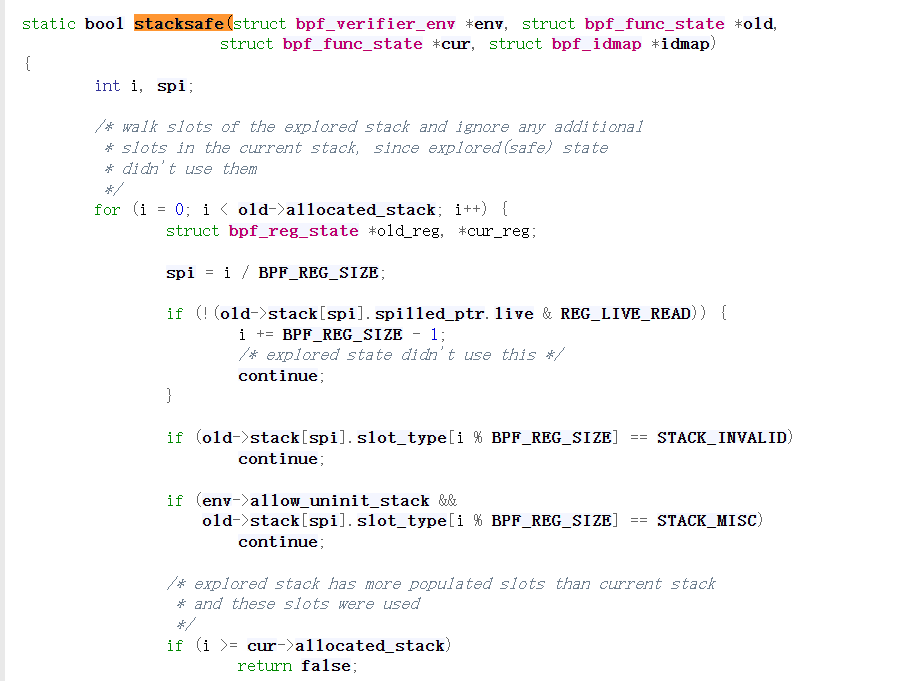 static bool stacksafe(struct bpf_verifier_env *env, struct bpf_func_state *old,
struct bpf_func_state *cur, struct bpf_idmap *idmap)
{
int i, spi;
/* walk slots of the explored stack and ignore any additional
* slots in the current stack, since explored(safe) state
* didn't use them
*/
for (i = 0; i < old->allocated_stack; i++) {
struct bpf_reg_state *old_reg, *cur_reg;
spi = i / BPF_REG_SIZE;
if (!(old->stack[spi].spilled_ptr.live & REG_LIVE_READ)) {
i += BPF_REG_SIZE - 1;
/* explored state didn't use this */
continue;
}
if (old->stack[spi].slot_type[i % BPF_REG_SIZE] == STACK_INVALID)
continue;
if (env->allow_uninit_stack &&
old->stack[spi].slot_type[i % BPF_REG_SIZE] == STACK_MISC)
continue;
/* explored stack has more populated slots than current stack
* and these slots were used
*/
if (i >= cur->allocated_stack)
return false;